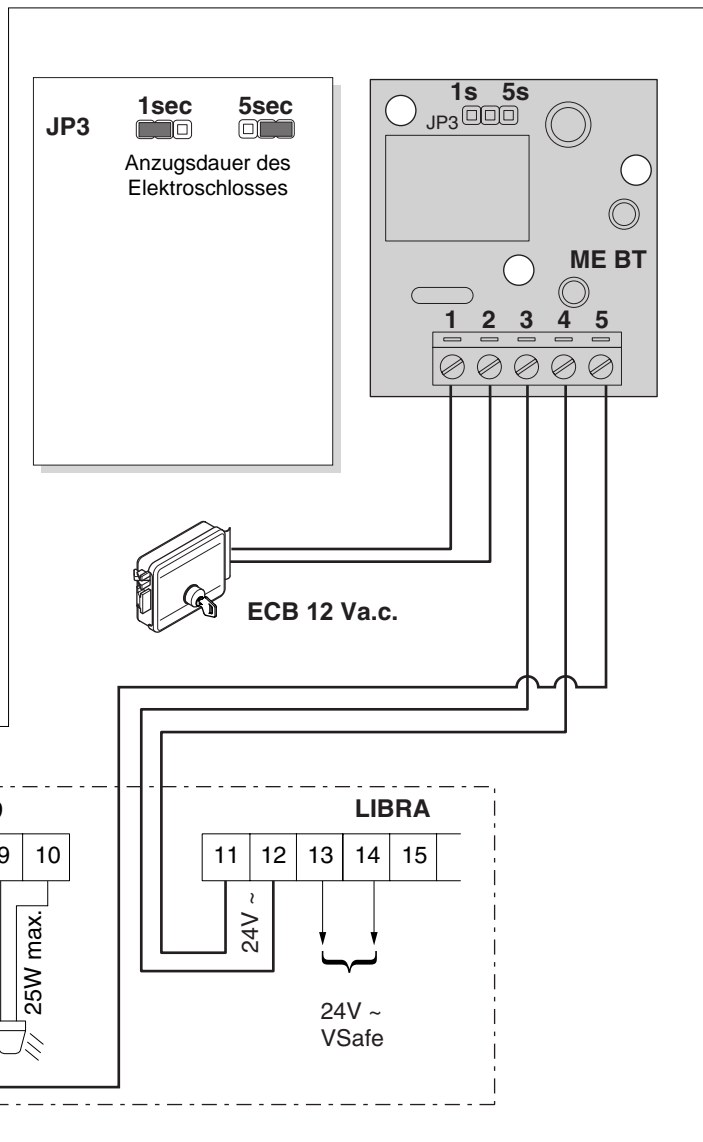 JP3
1sec 5sec
Anzugsdauer des
Elektroschlosses
1s 5s
JP3
ME BT
1 2 3 4 5
ECB 12 Va.c.
LIBRA
9 10
11 12 13 14 15
25W max.
24V ~
24V ~
VSafe